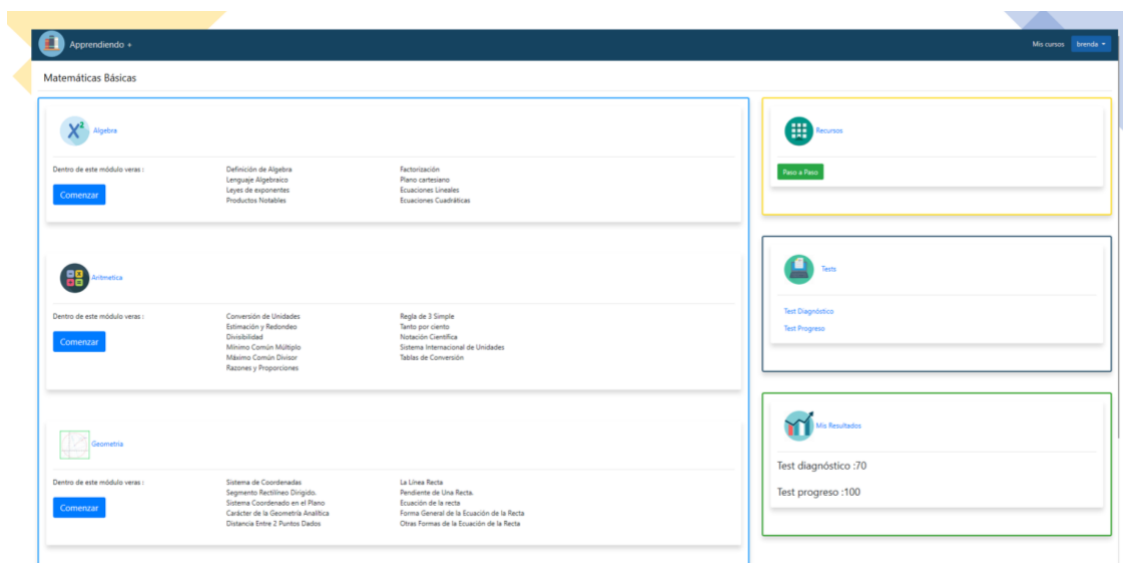 Apprendiendo +
Mis cursos
brenda
Matemáticas Básicas
X²
Algebra
Dentro de este módulo veras :
Comenzar
Definición de Algebra
Lenguaje Algebraico
Leyes de exponentes
Productos Notables
Factorización
Plano cartesiano
Ecuaciones Lineales
Ecuaciones Cuadráticas
Aritmetica
Dentro de este módulo veras :
Comenzar
Conversión de Unidades
Estimación y Redondeo
Divisibilidad
Mínimo Común Múltiplo
Máximo Común Divisor
Razones y Proporciones
Regla de 3 Simple
Tanto por ciento
Notación Científica
Sistema Internacional de Unidades
Tablas de Conversión
Geometría
Dentro de este módulo veras :
Comenzar
Sistema de Coordenadas
Segmento Rectilíneo Dirigido.
Sistema Coordenado en el Plano
Carácter de la Geometría Analítica
Distancia Entre 2 Puntos Dados
La Línea Recta
Pendiente de Una Recta.
Ecuación de la recta
Forma General de la Ecuación de la Recta
Otras Formas de la Ecuación de la Recta
Recursos
Paso a Paso
Tests
Test Diagnóstico
Test Progreso
Mis Resultados
Test diagnóstico :70
Test progreso :100